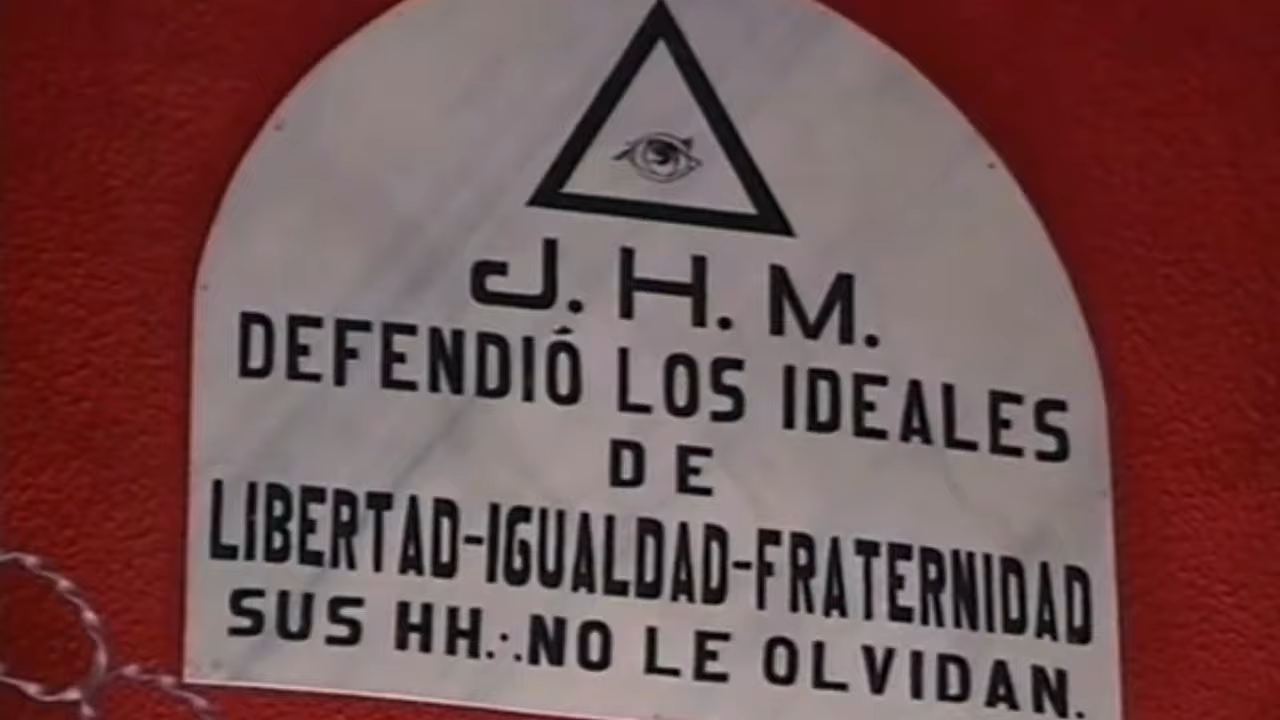 J. H. M.
DEFENDIÓ LOS IDEALES
DE
LIBERTAD-IGUALDAD-FRATERNIDAD
SUS HH.∴NO LE OLVIDAN.